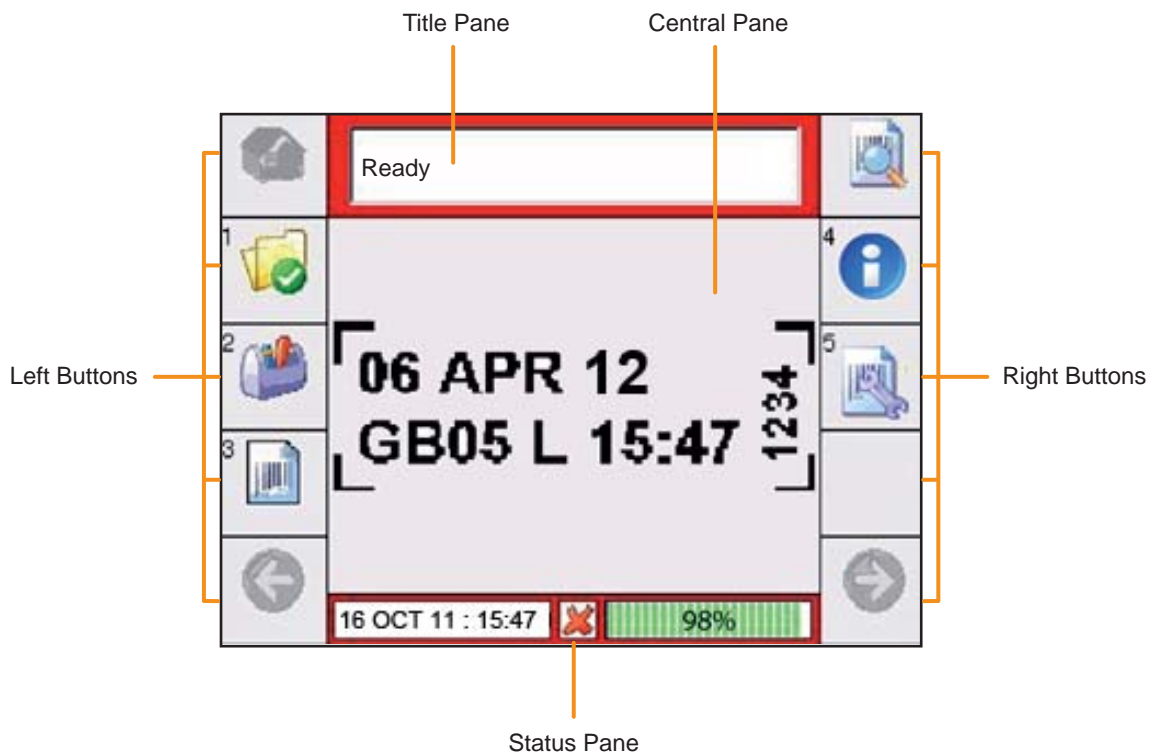 Title Pane
Central Pane
Ready
1
4
2
5
Left Buttons
Right Buttons
06 APR 12
GB05 L 15:47
1234
3
16 OCT 11 : 15:47
98%
Status Pane